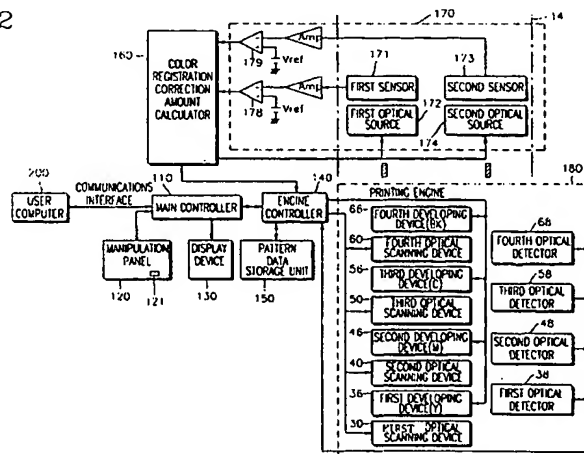 2
170
14
160
COLOR
REGISTRATION
CORRECTION
AMOUNT
CALCULATOR
Amp
179
Vref
Amp
178
Vref
171
FIRST SENSOR
172
FIRST OPTICAL
SOURCE
173
SECOND SENSOR
SECOND OPTICAL
SOURCE
174
180
200
USER
COMPUTER
COMMUNICATIONS
INTERFACE
110
MAIN CONTROLLER
140
ENGINE
CONTROLLER
MANIPULATION
PANEL
121
120
DISPLAY
DEVICE
130
PATTERN
DATA
STORAGE UNIT
150
PRINTING ENGINE
66
FOURTH DEVELOPING
DEVICE(BK)
60
FOURTH OPTICAL
SCANNING DEVICE
56
THIRD DEVELOPING
DEVICE(C)
50
THIRD OPTICAL
SCANNING DEVICE
46
SECOND DEVELOPING
DEVICE(M)
40
SECOND OPTICAL
SCANNING DEVICE
36
FIRST DEVELOPING
DEVICE(Y)
30
FIRST OPTICAL
SCANNING DEVICE
68
FOURTH OPTICAL
DETECTOR
58
THIRD OPTICAL
DETECTOR
48
SECOND OPTICAL
DETECTOR
38
FIRST OPTICAL
DETECTOR